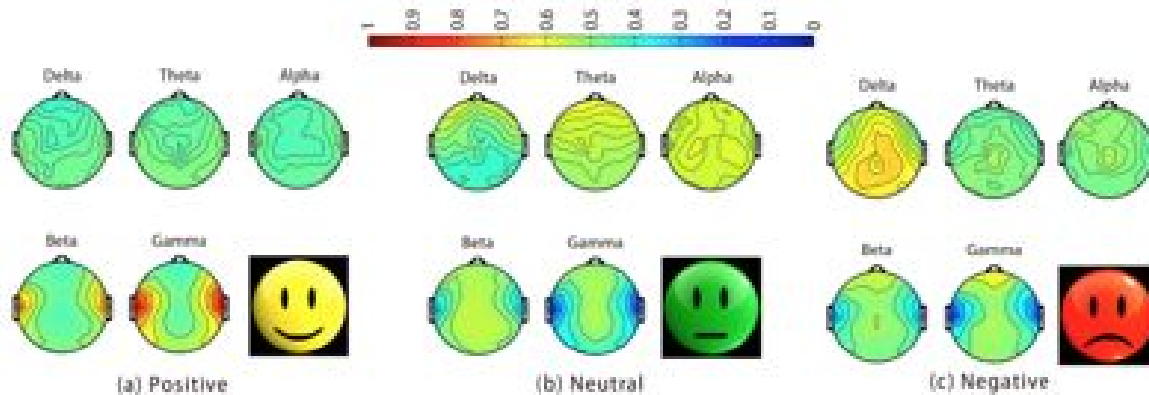 1 0.9 0.8 0.7 0.6 0.5 0.4 0.3 0.2 0.1 0
Delta Theta Alpha
Delta Theta Alpha
Delta Theta Alpha
Beta Gamma
Beta Gamma
Beta Gamma
(a) Positive
(b) Neutral
(c) Negative